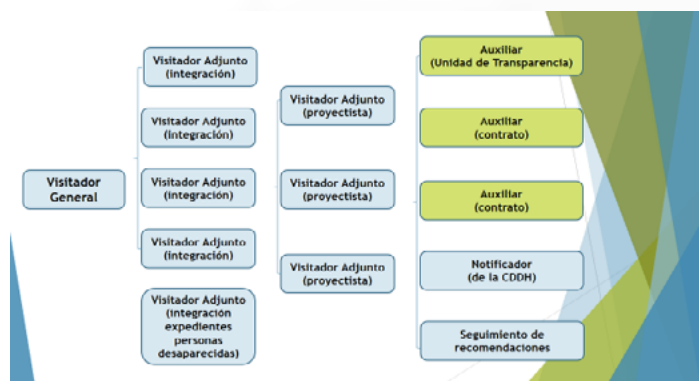 Visitador
General
Visitador Adjunto
(integración)
Visitador Adjunto
(integración)
Visitador Adjunto
(integración)
Visitador Adjunto
(integración)
Visitador Adjunto
(integración
expedientes
personas
desaparecidas)
Visitador Adjunto
(proyectista)
Visitador Adjunto
(proyectista)
Visitador Adjunto
(proyectista)
Auxiliar
(Unidad de Transparencia)
Auxiliar
(contrato)
Auxiliar
(contrato)
Notificador
(de la CDDH)
Seguimiento de
recomendaciones